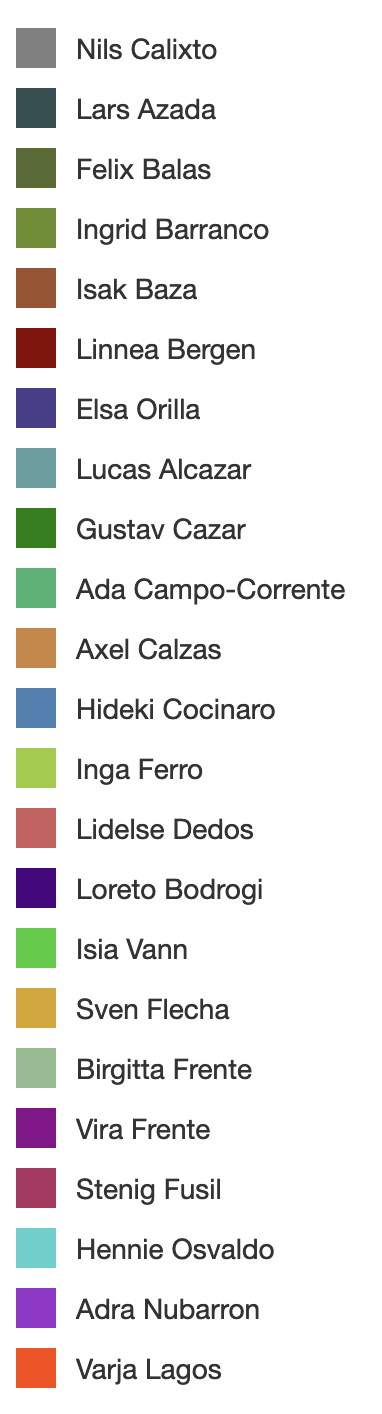 Nils Calixto
Lars Azada
Felix Balas
Ingrid Barranco
Isak Baza
Linnea Bergen
Elsa Orilla
Lucas Alcazar
Gustav Cazar
Ada Campo-Corrente
Axel Calzas
Hideki Cocinaro
Inga Ferro
Lidelse Dedos
Loreto Bodrogi
Isia Vann
Sven Flecha
Birgitta Frente
Vira Frente
Stenig Fusil
Hennie Osvaldo
Adra Nubarron
Varja Lagos